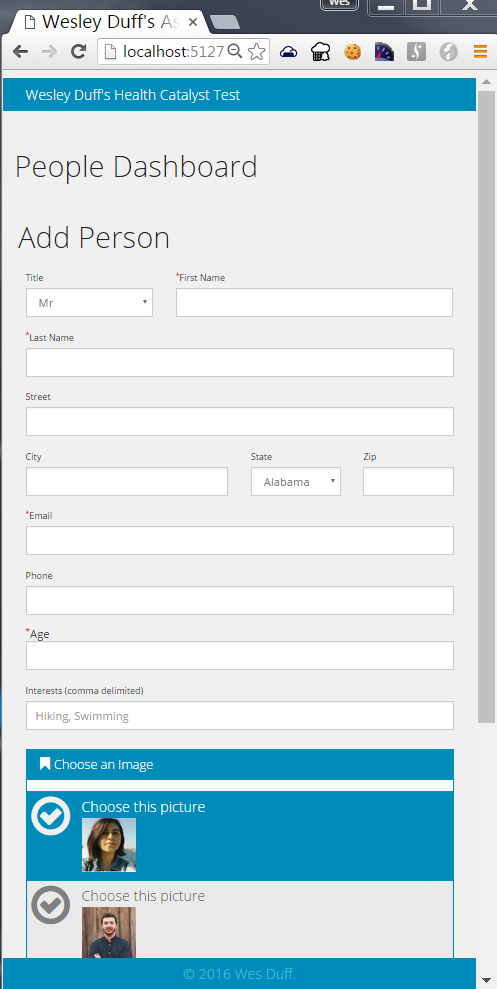 Wes
Wesley Duff's As
localhost:5127
Wesley Duff's Health Catalyst Test
People Dashboard
Add Person
Title
*First Name
Mr
*Last Name
Street
City State Zip
Alabama
*Email
Phone
*Age
Interests (comma delimited)
Hiking, Swimming
Choose an Image
Choose this picture
Choose this picture
© 2016 Wes Duff.